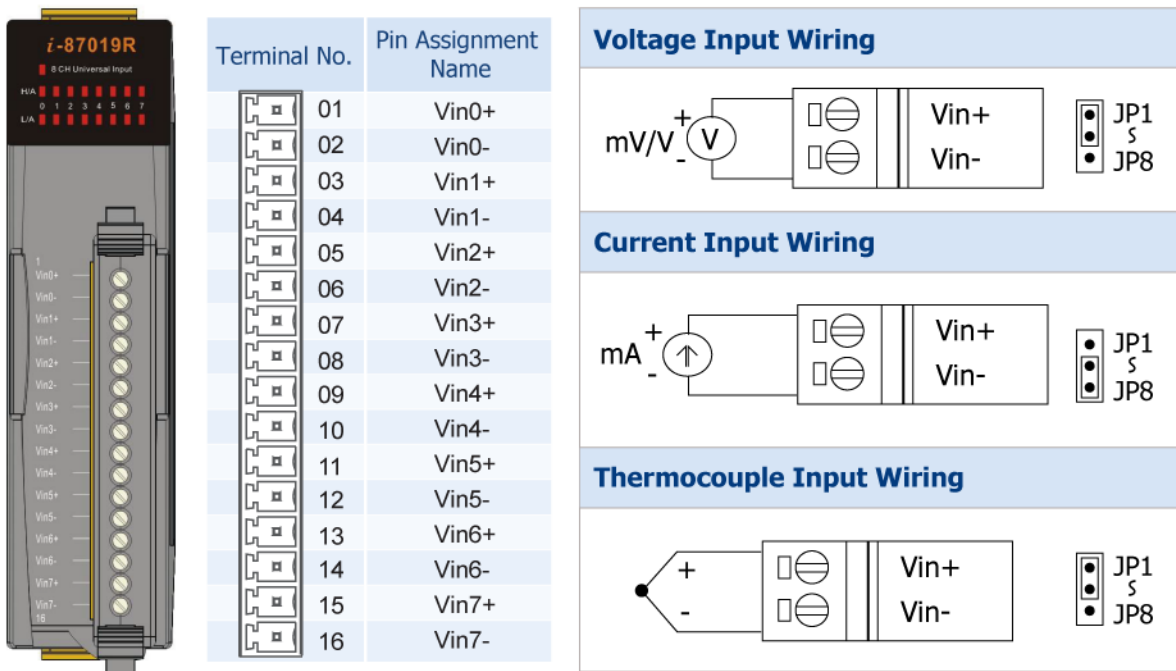 i-87019R
8 CH Universal Input
H/A
0 1 2 3 4 5 6 7
L/A
1
Vin0+
Vin0-
Vin1+
Vin1-
Vin2+
Vin2-
Vin3+
Vin3-
Vin4+
Vin4-
Vin5+
Vin5-
Vin6+
Vin6-
Vin7+
Vin7-
16
Terminal No. Pin Assignment Name
01 Vin0+
02 Vin0-
03 Vin1+
04 Vin1-
05 Vin2+
06 Vin2-
07 Vin3+
08 Vin3-
09 Vin4+
10 Vin4-
11 Vin5+
12 Vin5-
13 Vin6+
14 Vin6-
15 Vin7+
16 Vin7-
Voltage Input Wiring
mV/V + - V
Vin+
Vin-
JP1
S
JP8
Current Input Wiring
mA + -
Vin+
Vin-
JP1
S
JP8
Thermocouple Input Wiring
+
-
Vin+
Vin-
JP1
S
JP8